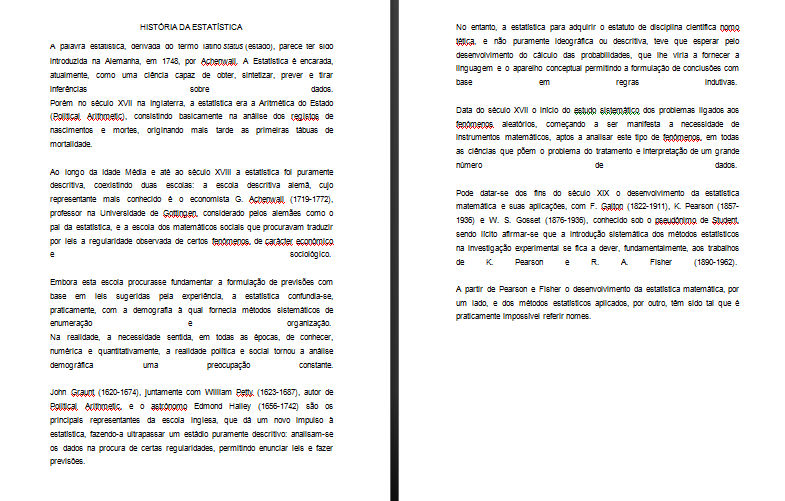 HISTÓRIA DA ESTATÍSTICA
A palavra estatística, derivada do termo latino status (estado), parece ter sido
introduzida na Alemanha, em 1748, por Achenwall. A Estatística é encarada,
atualmente, como uma ciência capaz de obter, sintetizar, prever e tirar
inferências sobre dados.
Porém no século XVII na Inglaterra, a estatística era a Aritmética do Estado
(Political Arithmetic), consistindo basicamente na análise dos registos de
nascimentos e mortes, originando mais tarde as primeiras tábuas de
mortalidade.
Ao longo da Idade Média e até ao século XVIII a estatística foi puramente
descritiva, coexistindo duas escolas: a escola descritiva alemã, cujo
representante mais conhecido é o economista G. Achenwall (1719-1772),
professor na Universidade de Gottingen, considerado pelos alemães como o
pai da estatística, e a escola dos matemáticos sociais que procuravam traduzir
por leis a regularidade observada de certos fenómenos, de carácter económico
e sociológico.
Embora esta escola procurasse fundamentar a formulação de previsões com
base em leis sugeridas pela experiência, a estatística confundia-se,
praticamente, com a demografia à qual fornecia métodos sistemáticos de
enumeração e organização.
Na realidade, a necessidade sentida, em todas as épocas, de conhecer,
numérica e quantitativamente, a realidade política e social tornou a análise
demográfica uma preocupação constante.
John Graunt (1620-1674), juntamente com William Petty (1623-1687), autor de
Political Arithmetic, e o astrónomo Edmond Halley (1656-1742) são os
principais representantes da escola inglesa, que dá um novo impulso à
estatística, fazendo-a ultrapassar um estádio puramente descritivo: analisam-se
os dados na procura de certas regularidades, permitindo enunciar leis e fazer
previsões.
No entanto, a estatística para adquirir o estatuto de disciplina científica nomo
tética, e não puramente ideográfica ou descritiva, teve que esperar pelo
desenvolvimento do cálculo das probabilidades, que lhe viria a fornecer a
linguagem e o aparelho conceptual permitindo a formulação de conclusões com
base em regras indutivas.
Data do século XVII o início do estudo sistemático dos problemas ligados aos
fenómenos aleatórios, começando a ser manifesta a necessidade de
instrumentos matemáticos, aptos a analisar este tipo de fenómenos, em todas
as ciências que põem o problema do tratamento e interpretação de um grande
número de dados.
Pode datar-se dos fins do século XIX o desenvolvimento da estatística
matemática e suas aplicações, com F. Galton (1822-1911), K. Pearson (1857-
1936) e W. S. Gosset (1876-1936), conhecido sob o pseudónimo de Student,
sendo lícito afirmar-se que a introdução sistemática dos métodos estatísticos
na investigação experimental se fica a dever, fundamentalmente, aos trabalhos
de K. Pearson e R. A. Fisher (1890-1962).
A partir de Pearson e Fisher o desenvolvimento da estatística matemática, por
um lado, e dos métodos estatísticos aplicados, por outro, têm sido tal que é
praticamente impossível referir nomes.